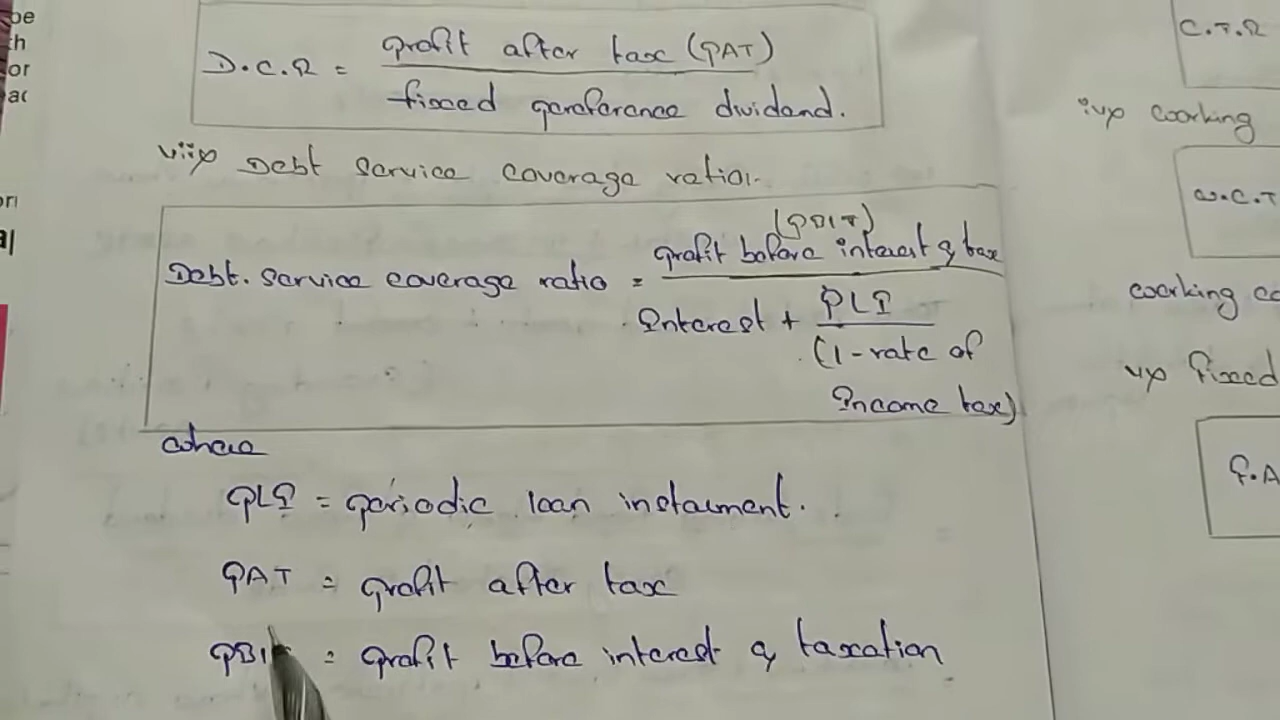 D.C.R = profit after tax (PAT)
fixed preference dividend.
vii) Debt service coverage ratio.
(PBIT)
Debt. service coverage ratio = profit before interest & tax
Interest + PLI
(1-rate of
Income tax)
where
PLI = periodic loan instalment.
PAT = profit after tax
= profit before interest & taxation
C.T.R
iv) working
W.C.T
working
v) fixed
F.A
be
or